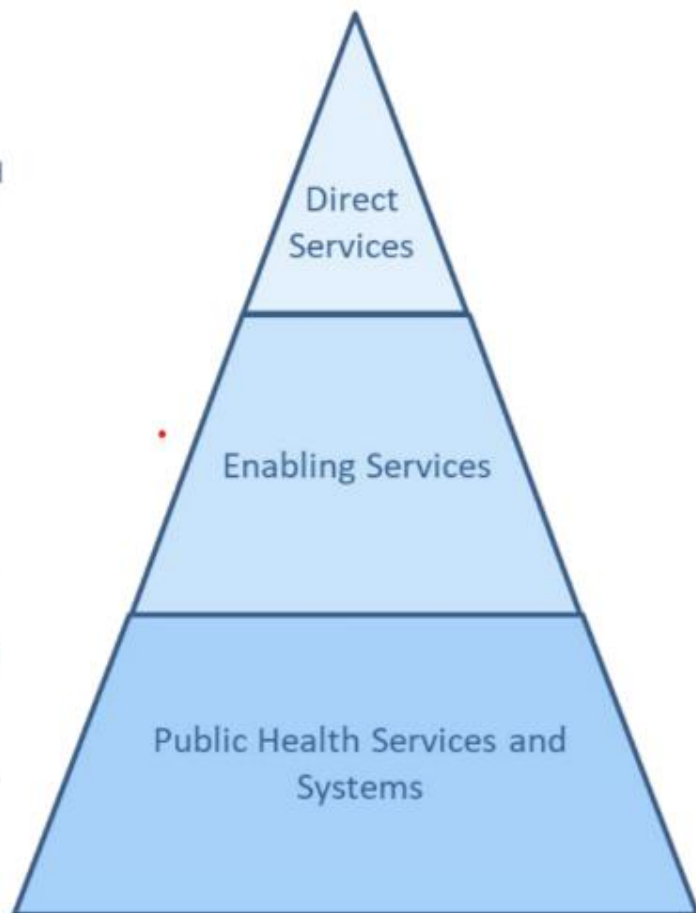 Direct
Services
Enabling Services
Public Health Services and
Systems